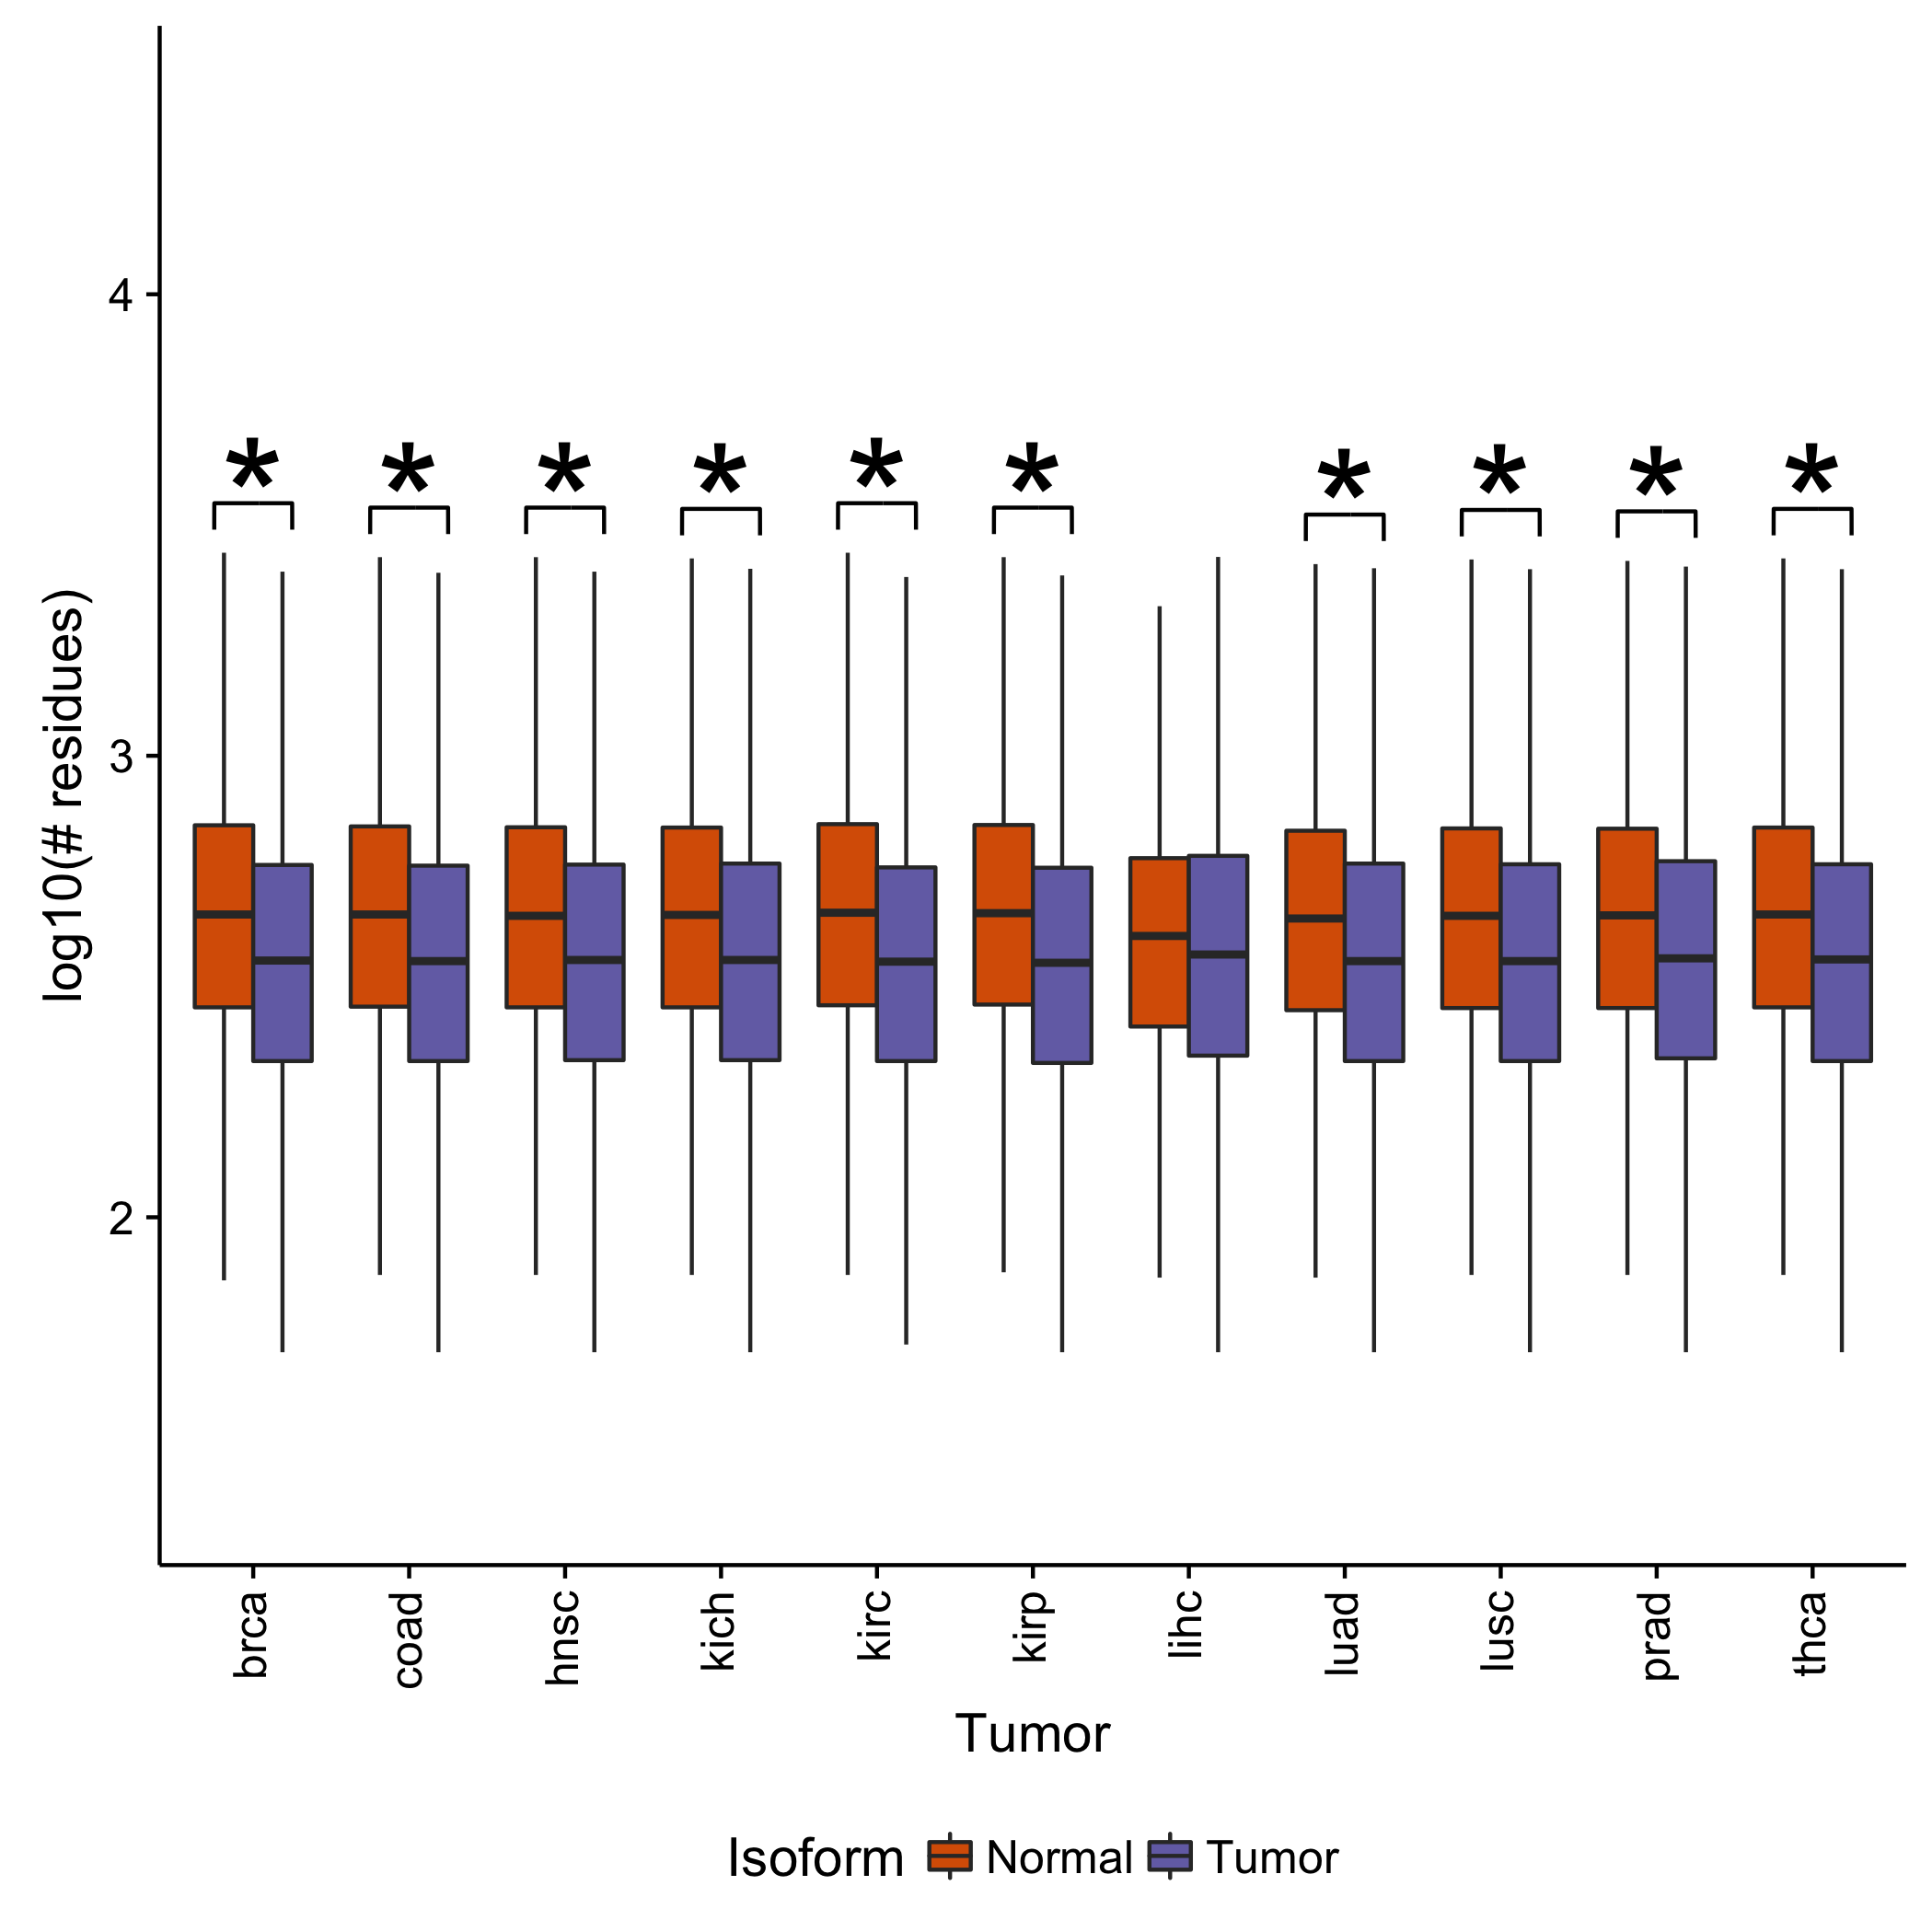 * * * * * * * * * *
log10(# residues)
4
3
2
brca coad hnsc kich kirc kirp lihc luad lusc prad thca
Tumor
Isoform Normal Tumor